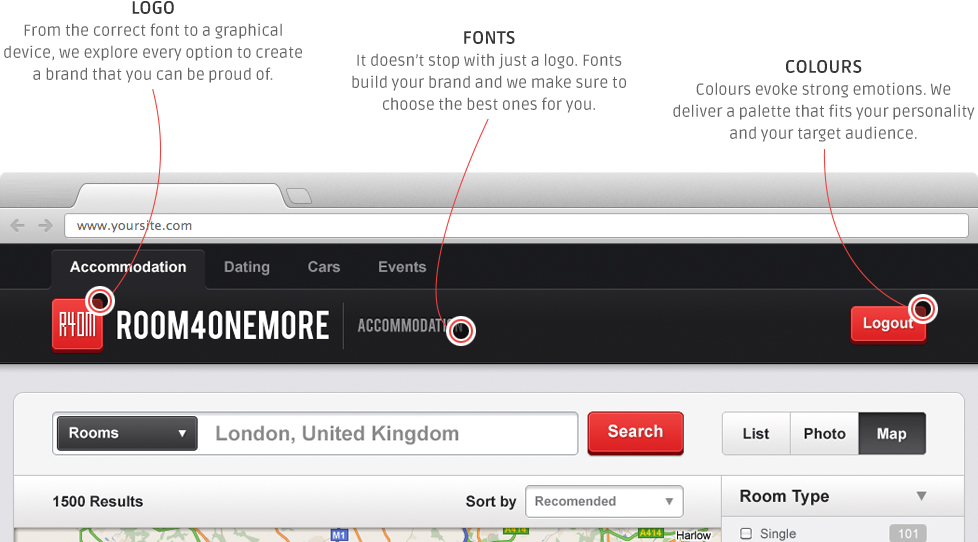 LOGO
From the correct font to a graphical
device, we explore every option to create
a brand that you can be proud of.
FONTS
It doesn't stop with just a logo. Fonts
build your brand and we make sure to
choose the best ones for you.
COLOURS
Colours evoke strong emotions. We
deliver a palette that fits your personality
and your target audience.
www.yoursite.com
Accommodation Dating Cars Events
R4OM ROOM4ONEMORE ACCOMMODATION Logout
Rooms London, United Kingdom Search List Photo Map
1500 Results Sort by Recomended Room Type
M1 A414 A414 Harlow
Single 101